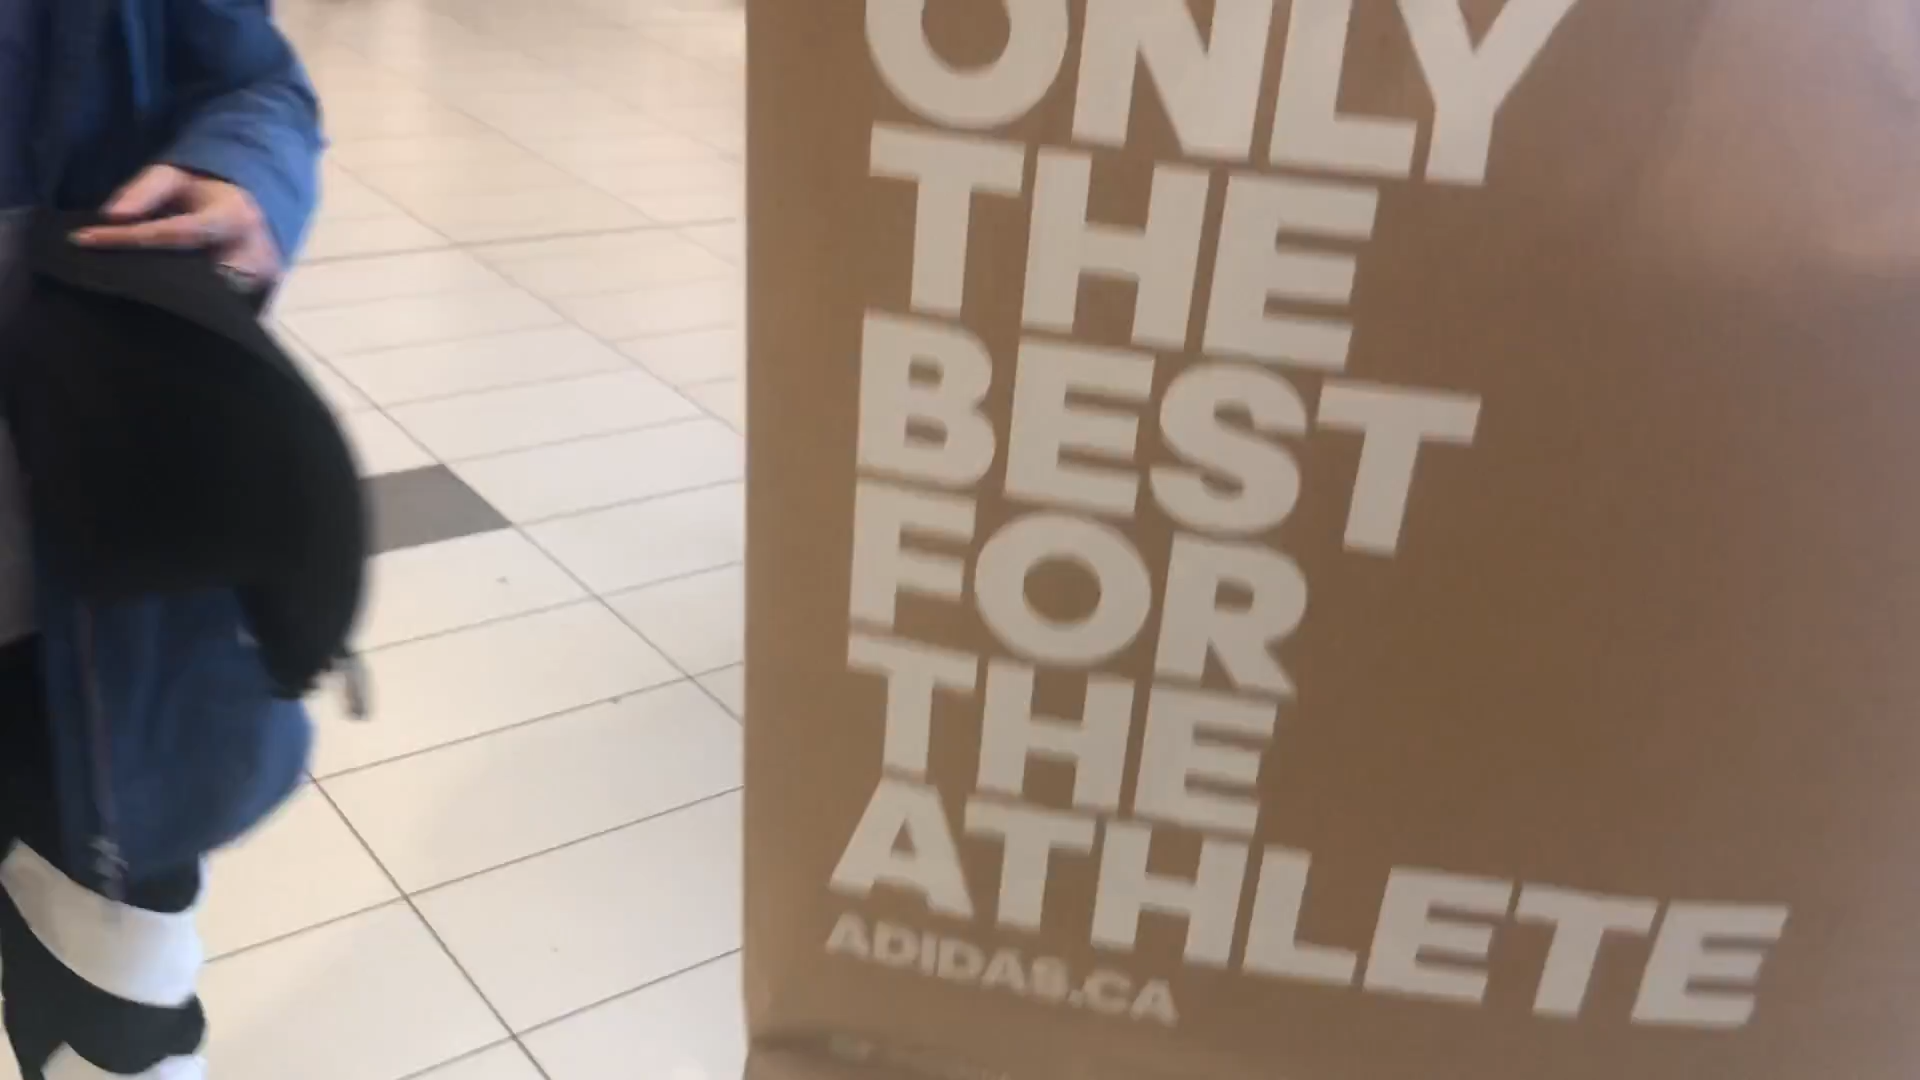 ONLY
THE
BEST
FOR
THE
ATHLETE
ADIDAS.CA